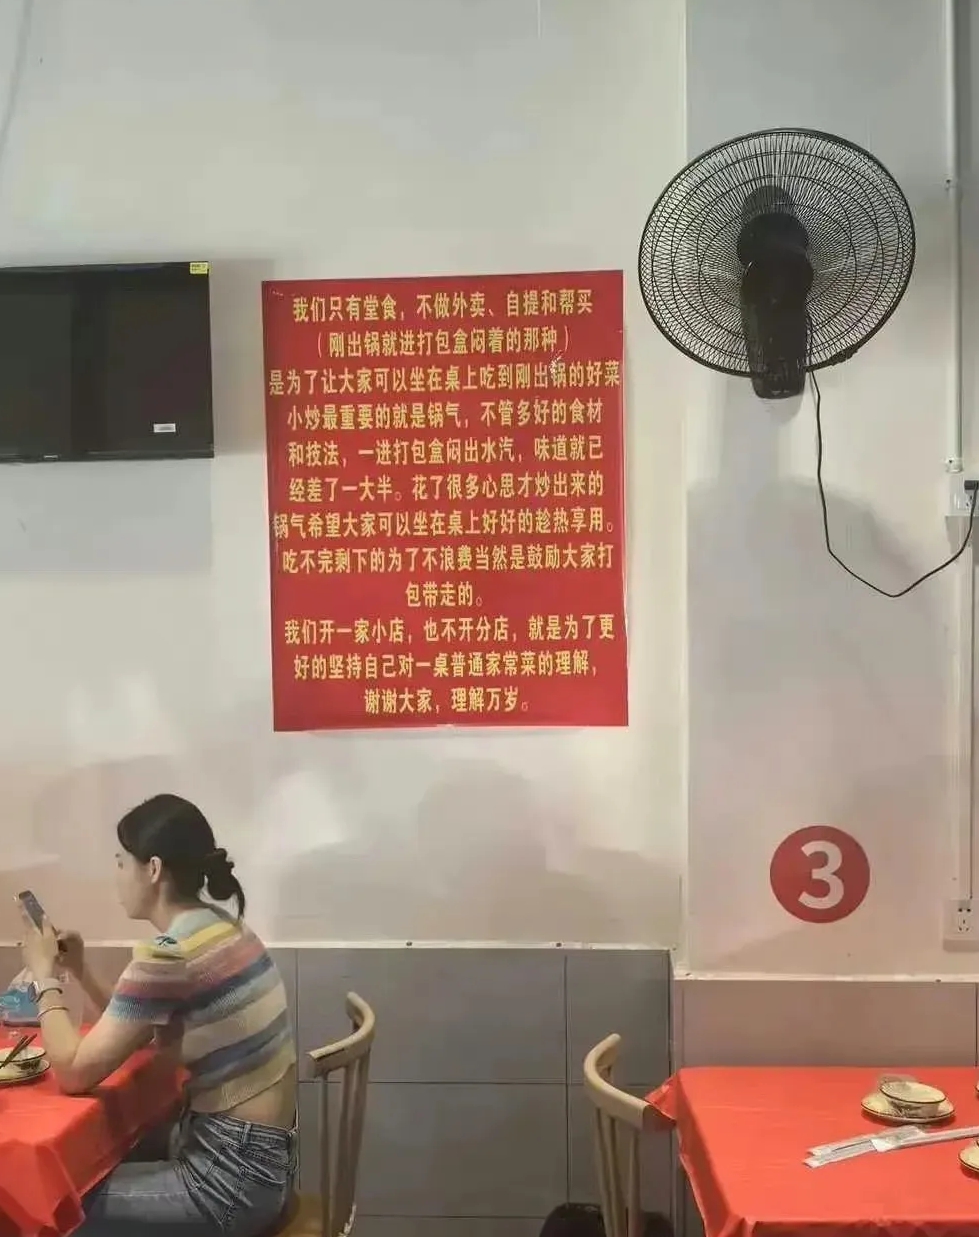 我们只有堂食，不做外卖、自提和帮买
（刚出锅就进打包盒闷着的那种）
是为了让大家可以坐在桌上吃到刚出锅的好菜
小炒最重要的就是锅气，不管多好的食材
和技法，一进打包盒闷出水汽，味道就已
经差了一大半。花了很多心思才炒出来的
锅气希望大家可以坐在桌上好好的趁热享用。
吃不完剩下的为了不浪费当然是鼓励大家打
包带走的。
我们开一家小店，也不开分店，就是为了更
好的坚持自己对一桌普通家常菜的理解，
谢谢大家，理解万岁。
3